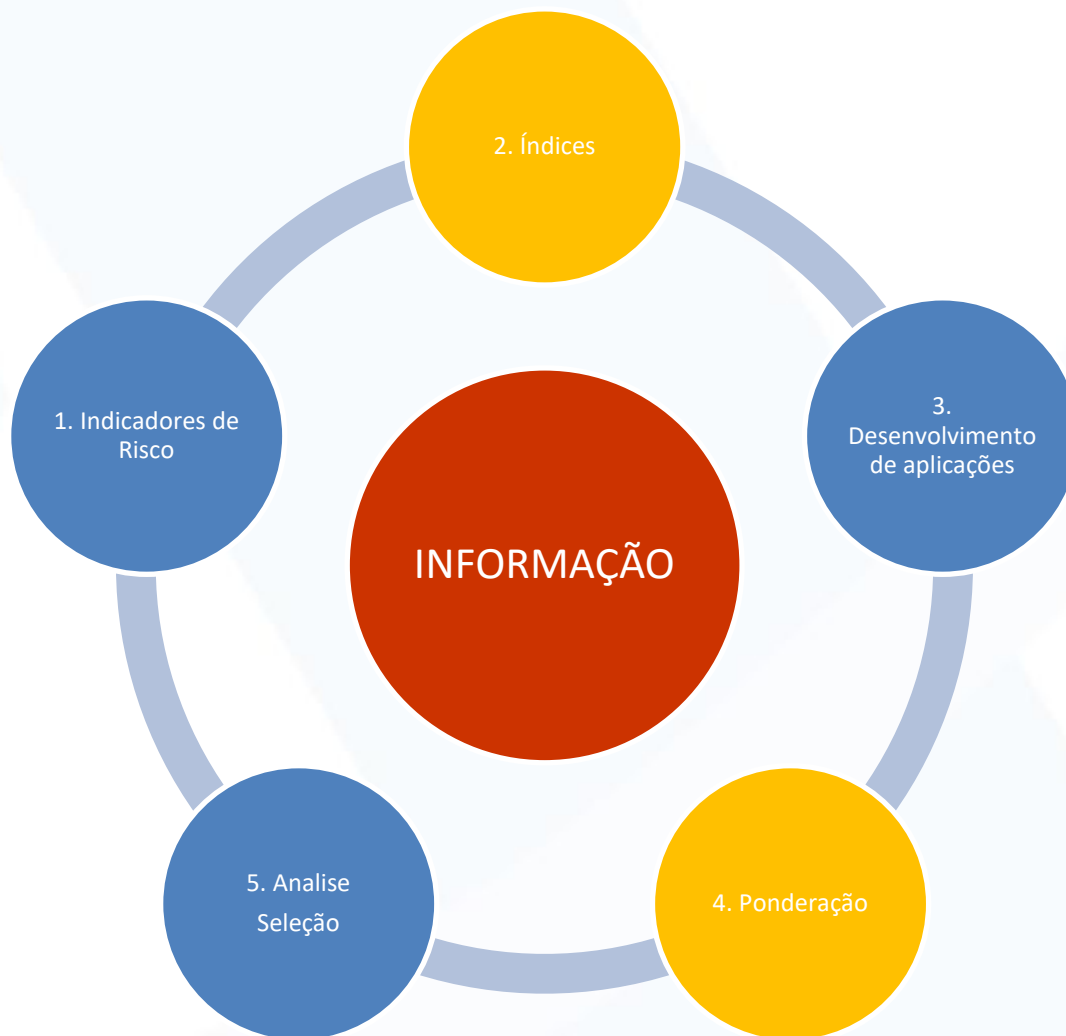 2. Índices
1. Indicadores de
Risco
3.
Desenvolvimento
de aplicações
INFORMAÇÃO
5. Analise
Seleção
4. Ponderação